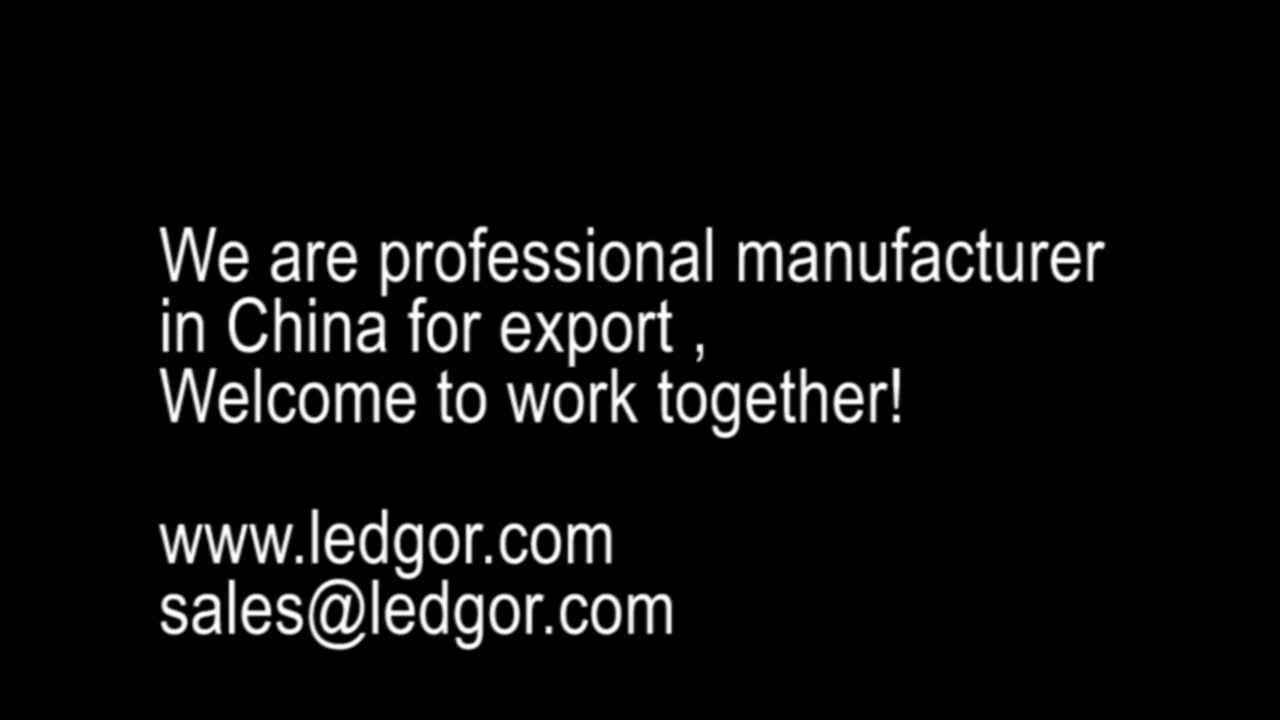 We are professional manufacturer
in China for export ,
Welcome to work together!
www.ledgor.com
sales@ledgor.com